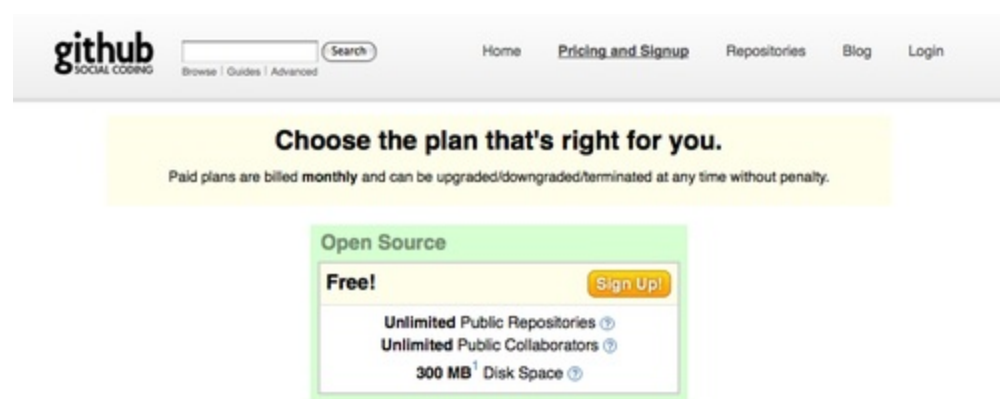 github
SOCIAL CODING
Search
Browse | Guides | Advanced
Home
Pricing and Signup
Repositories
Blog
Login
Choose the plan that's right for you.
Paid plans are billed monthly and can be upgraded/downgraded/terminated at any time without penalty.
Open Source
Free!
Sign Up!
Unlimited Public Repositories ?
Unlimited Public Collaborators ?
300 MB¹ Disk Space ?